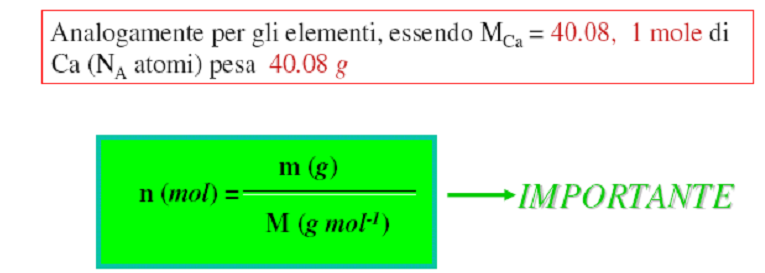 Analogamente per gli elementi, essendo M_Ca = 40.08, 1 mole di
Ca (N_A atomi) pesa 40.08 g
n (mol) = m (g) / M (g mol⁻¹)
IMPORTANTE